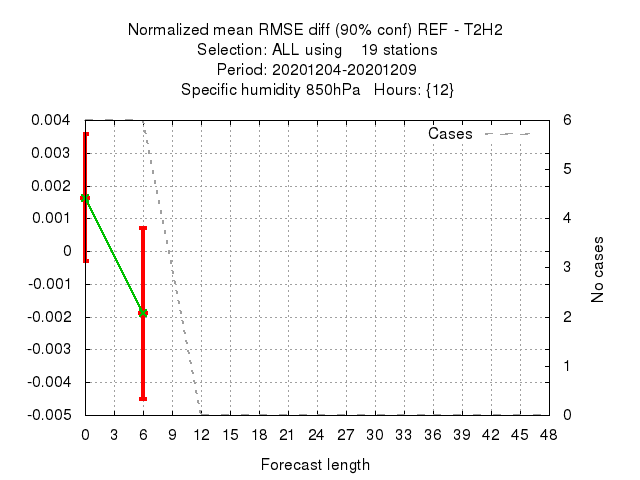 Normalized mean RMSE diff (90% conf) REF - T2H2
Selection: ALL using    19 stations
Period: 20201204-20201209
Specific humidity 850hPa   Hours: {12}
Cases
0.004
0.003
0.002
0.001
0
-0.001
-0.002
-0.003
-0.004
-0.005
6
5
4
3
2
1
0
No cases
0 3 6 9 12 15 18 21 24 27 30 33 36 39 42 45 48
Forecast length